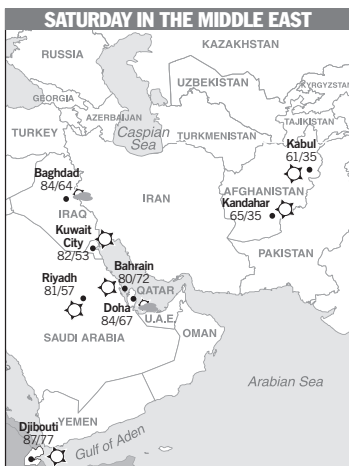 SATURDAY IN THE MIDDLE EAST
RUSSIA
KAZAKHSTAN
UZBEKISTAN
KYRGYZSTAN
GEORGIA
AZERBAIJAN
TAJIKISTAN
TURKEY
Caspian
Sea
TURKMENISTAN
Kabul
61/35
Baghdad
84/64
IRAN
AFGHANISTAN
Kandahar
65/35
IRAQ
Kuwait
City
82/53
PAKISTAN
Bahrain
80/72
Riyadh
81/57
QATAR
Doha
84/67
U.A.E.
SAUDI ARABIA
OMAN
Arabian Sea
YEMEN
Djibouti
87/77
Gulf of Aden